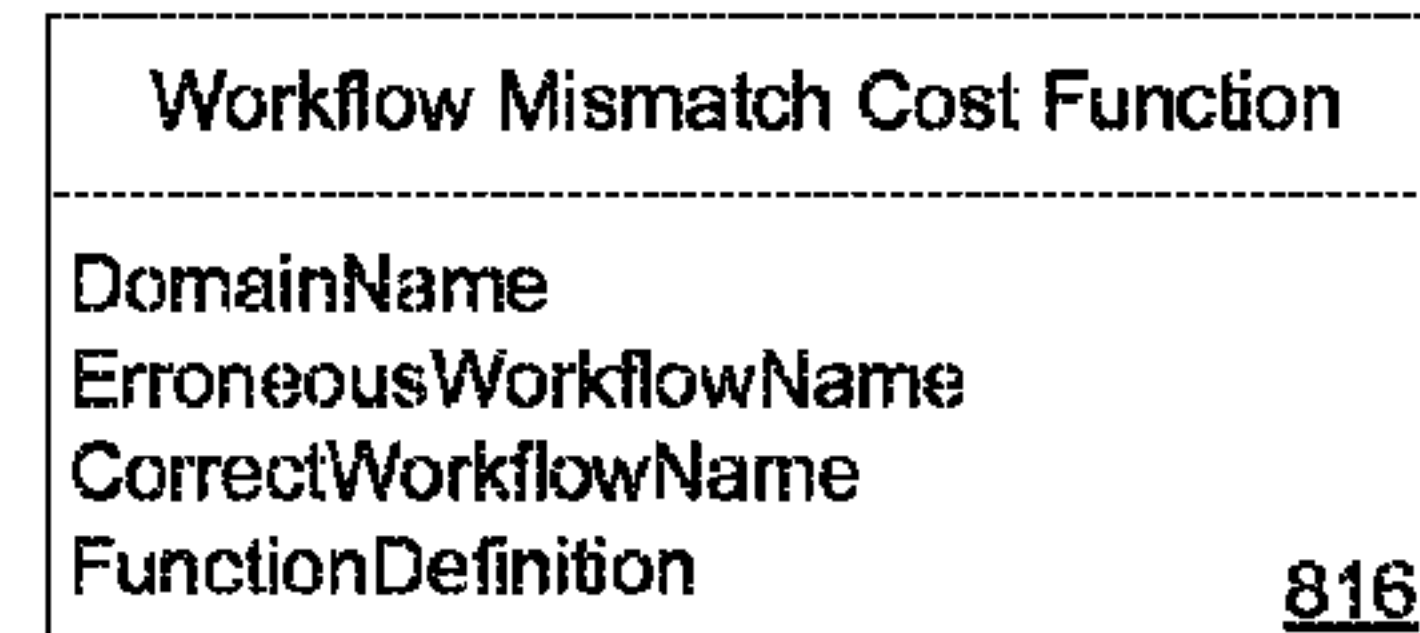 Workflow Mismatch Cost Function
DomainName
ErroneousWorkflowName
CorrectWorkflowName
FunctionDefinition
816